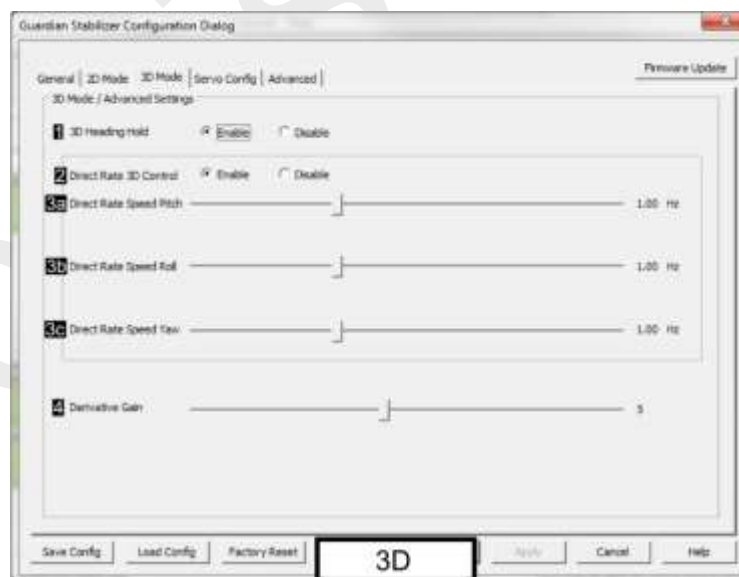 Guardian Stabilizer Configuration Dialog
Firmware Update
General 2D Mode 3D Mode Servo Config Advanced
3D Mode / Advanced Settings
1 3D Heading Hold Enable Disable
2 Direct Rate 3D Control Enable Disable
3a Direct Rate Speed Pitch 1.00 Hz
3b Direct Rate Speed Roll 1.00 Hz
3c Direct Rate Speed Yaw 1.00 Hz
4 Derivative Gain 5
Save Config Load Config Factory Reset 3D Apply Cancel Help